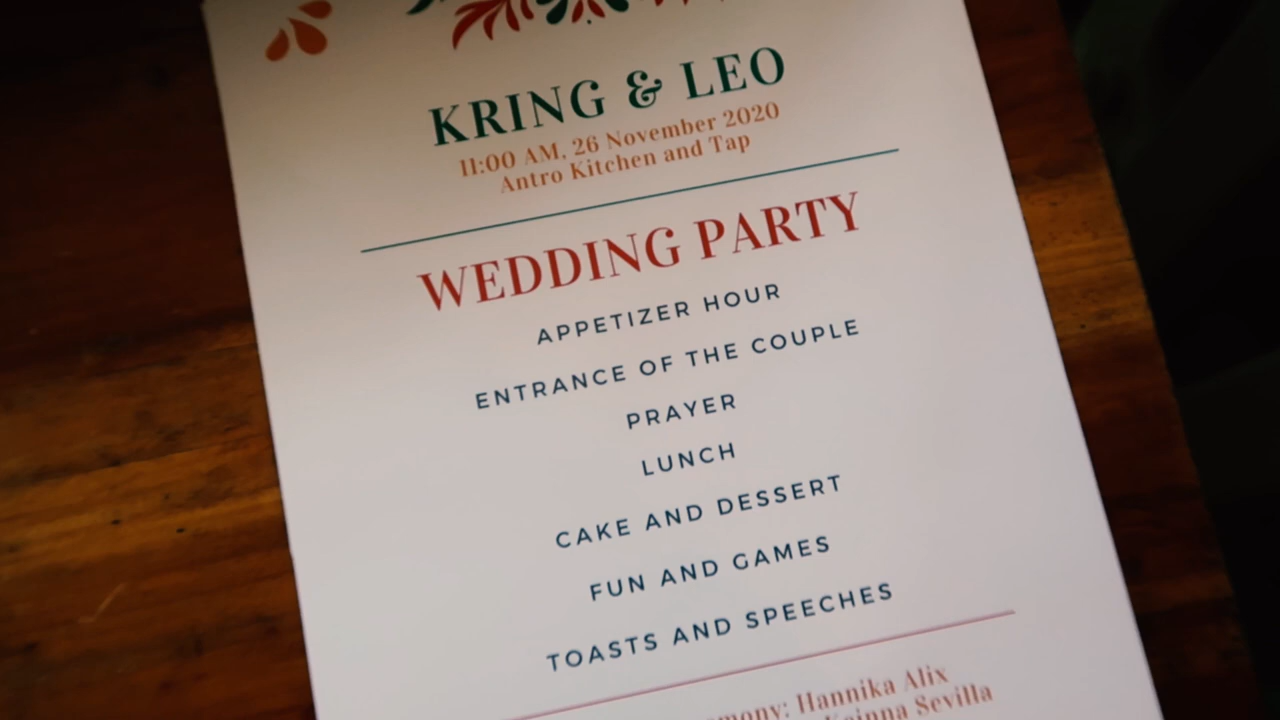 KRING & LEO
11:00 AM, 26 November 2020
Antro Kitchen and Tap
WEDDING PARTY
APPETIZER HOUR
ENTRANCE OF THE COUPLE
PRAYER
LUNCH
CAKE AND DESSERT
FUN AND GAMES
TOASTS AND SPEECHES
Hannika Alix
Sevilla